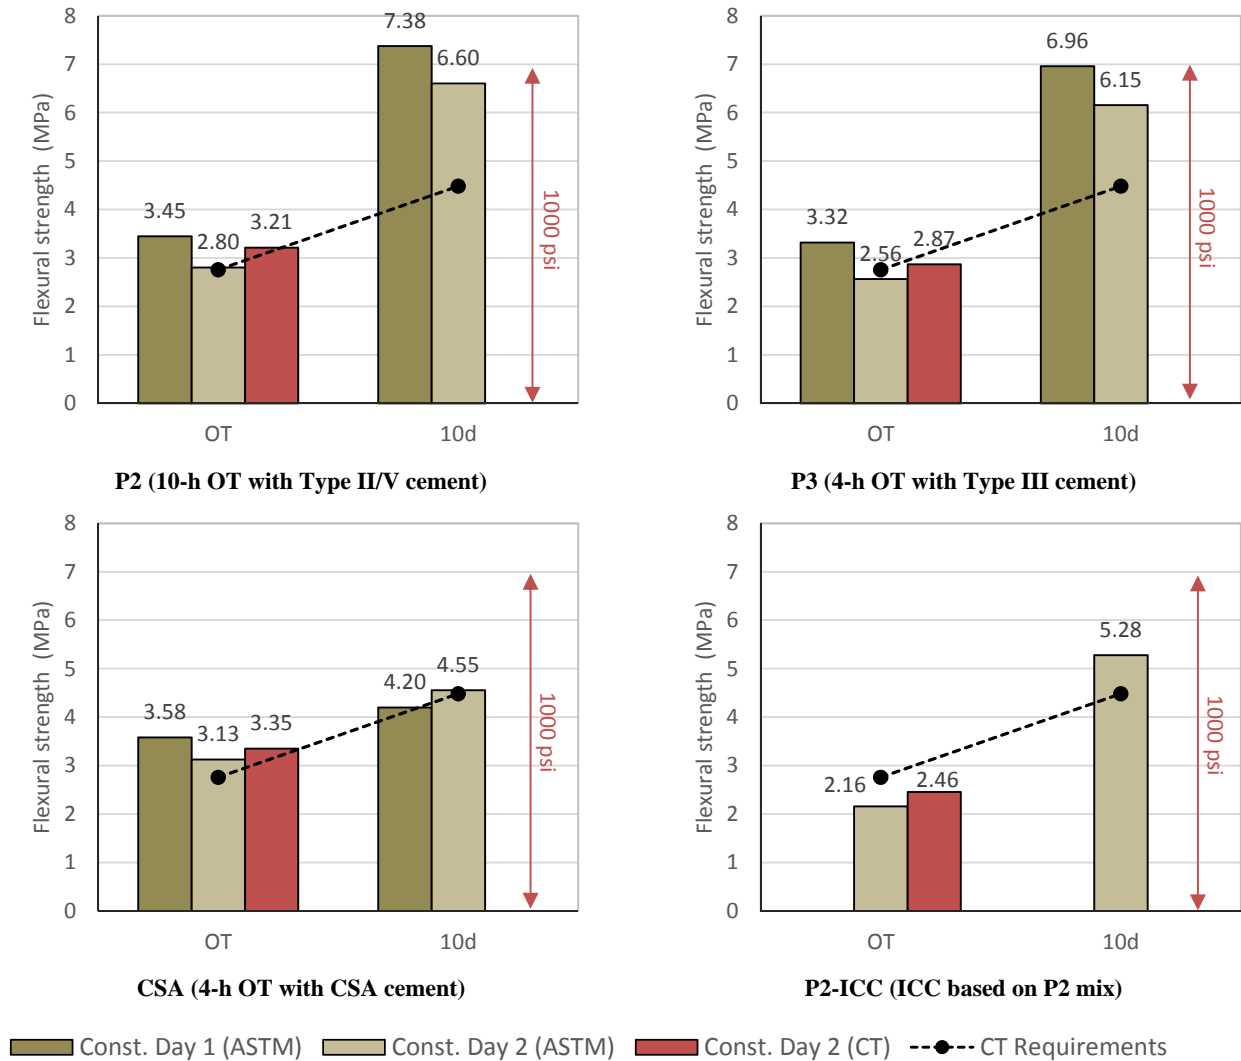 8
7
6
5
4
3
2
1
0
Flexural strength (MPa)
7.38
6.60
3.45
2.80
3.21
1000 psi
OT
10d
P2 (10-h OT with Type II/V cement)
8
7
6
5
4
3
2
1
0
Flexural strength (MPa)
6.96
6.15
3.32
2.56
2.87
1000 psi
OT
10d
P3 (4-h OT with Type III cement)
8
7
6
5
4
3
2
1
0
Flexural strength (MPa)
3.58
3.13
3.35
4.20
4.55
1000 psi
OT
10d
CSA (4-h OT with CSA cement)
8
7
6
5
4
3
2
1
0
Flexural strength (MPa)
2.16
2.46
5.28
1000 psi
OT
10d
P2-ICC (ICC based on P2 mix)
Const. Day 1 (ASTM)
Const. Day 2 (ASTM)
Const. Day 2 (CT)
CT Requirements